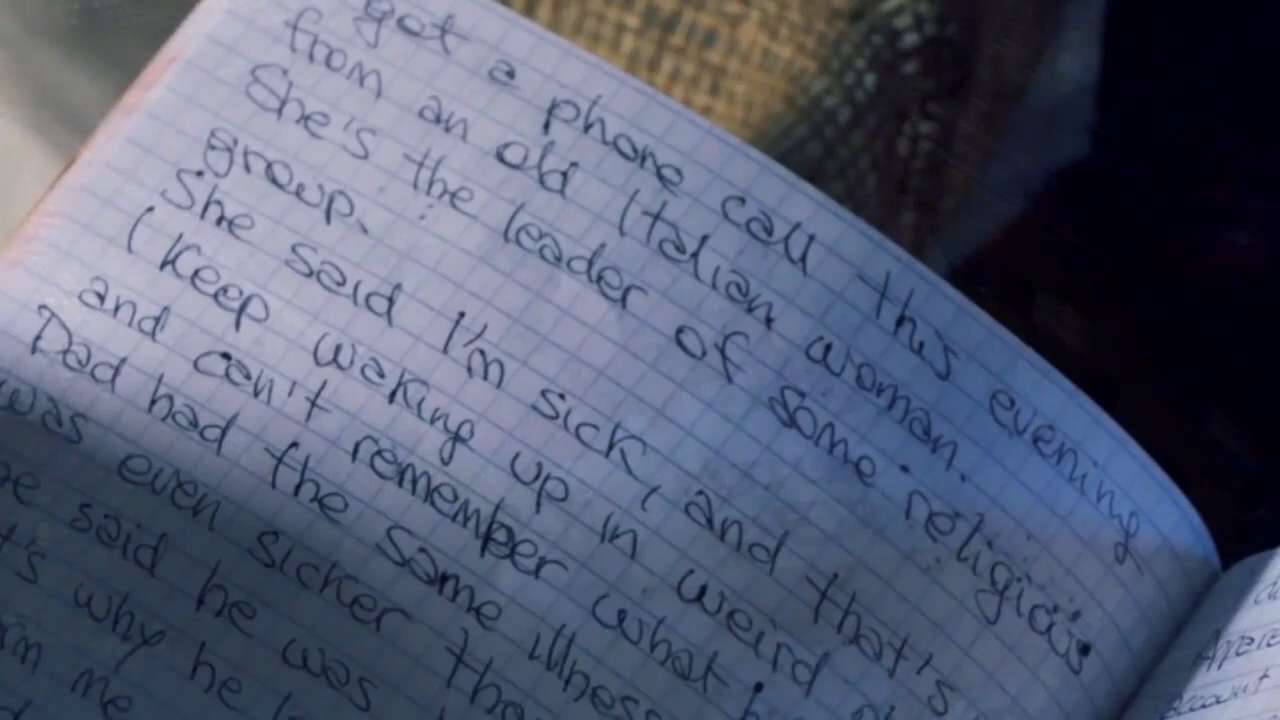 got a phone call this evening
from an old Italian woman.
She's the leader of some religious
group.
She said I'm sick, and that's
I keep waking up in weird
and can't remember what
Dad had the same illness
was even sicker
said he was
why he
me